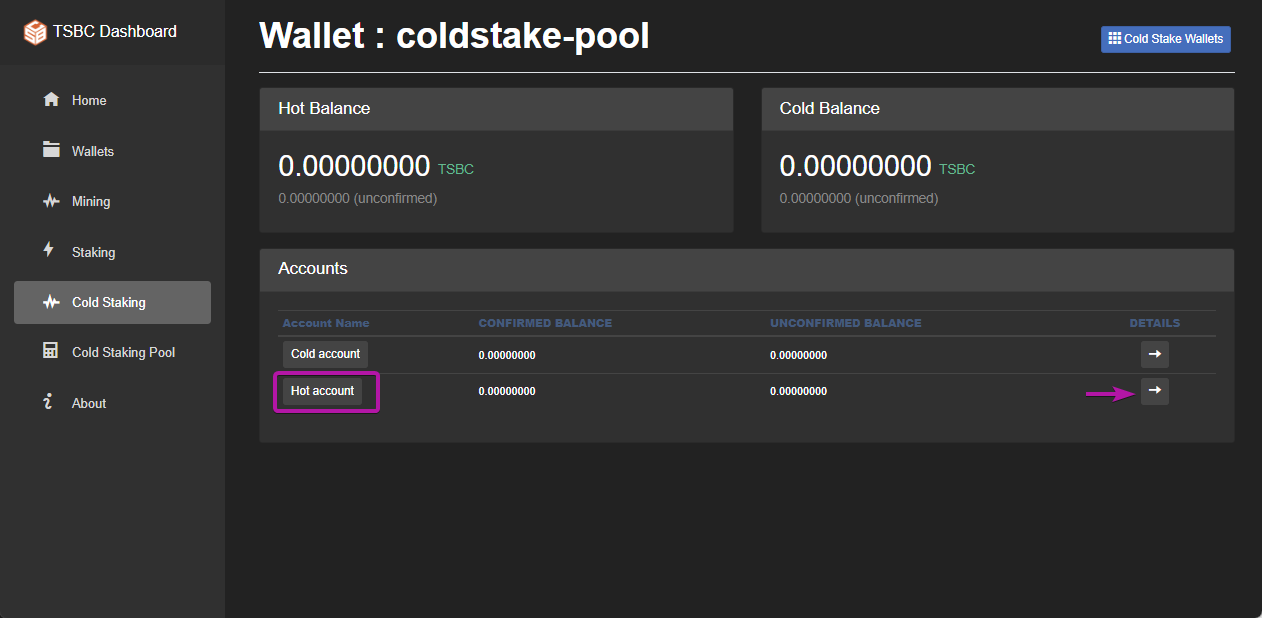 TSBC Dashboard
Home
Wallets
Mining
Staking
Cold Staking
Cold Staking Pool
About
Wallet : coldstake-pool
Cold Stake Wallets
Hot Balance
0.00000000 TSBC
0.00000000 (unconfirmed)
Cold Balance
0.00000000 TSBC
0.00000000 (unconfirmed)
Accounts
Account Name CONFIRMED BALANCE UNCONFIRMED BALANCE DETAILS
Cold account 0.00000000 0.00000000
Hot account 0.00000000 0.00000000